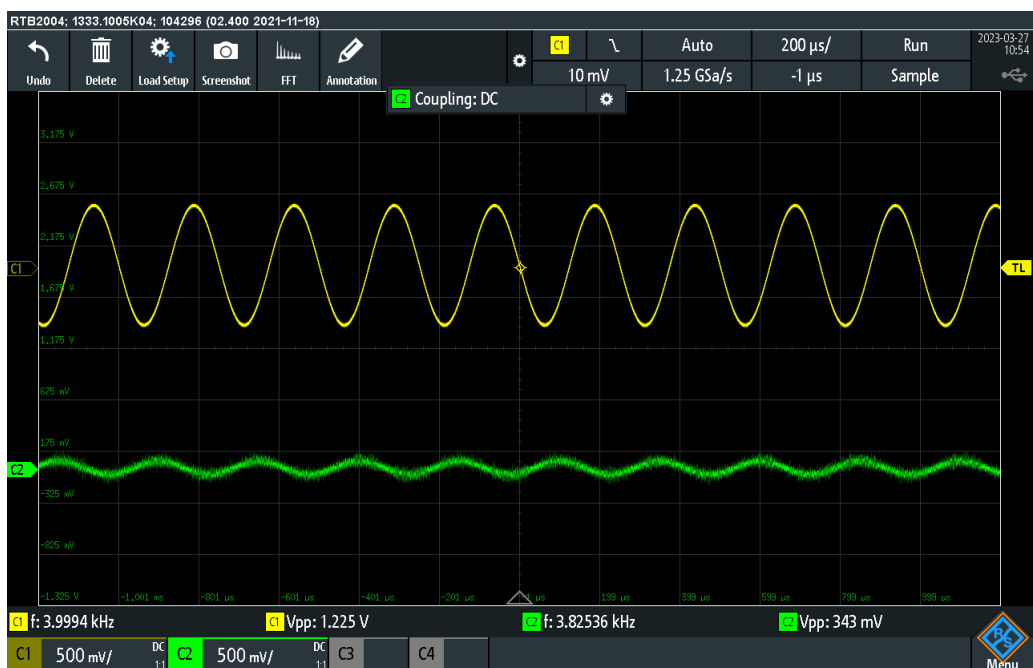 RTB2004; 1333.1005K04; 104296 (02.400 2021-11-18)
Undo Delete Load Setup Screenshot FFT Annotation
C1 Auto 200 µs/ Run
2023-03-27
10:54
10 mV 1.25 GSa/s -1 µs Sample
C2 Coupling: DC
3,175 V
2,675 V
2,175 V
C1
TL
1,675 V
1,175 V
675 mV
175 mV
C2
-325 mV
-825 mV
-1,325 V -1,001 ms -801 µs -601 µs -401 µs -201 µs -1 µs 199 µs 399 µs 599 µs 799 µs 999 µs
C1 f: 3.9994 kHz C1 Vpp: 1.225 V C2 f: 3.82536 kHz C2 Vpp: 343 mV
C1 500 mV/ DC 1:1 C2 500 mV/ DC 1:1 C3 C4
R S
Menu